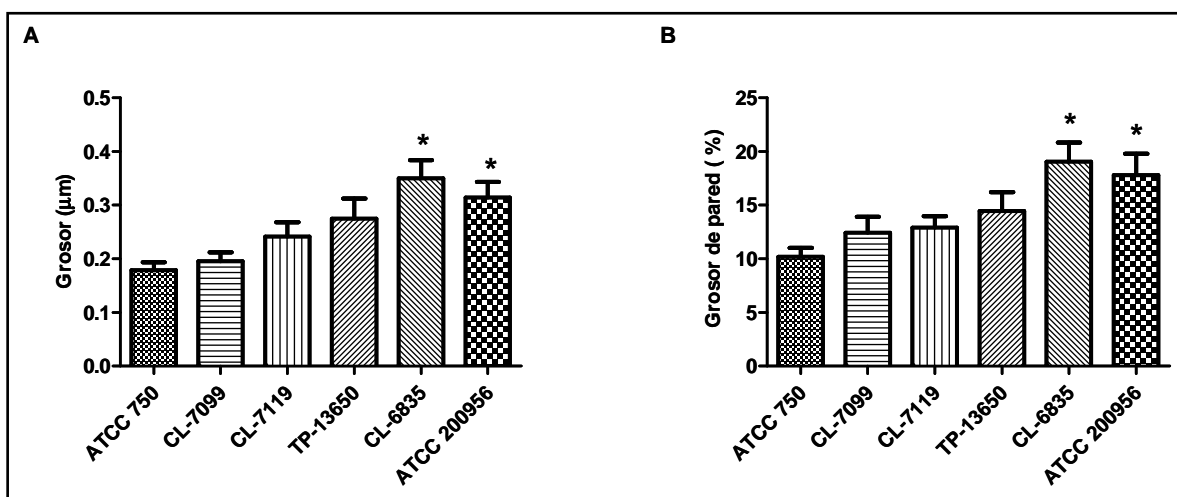 A
0.5
0.4
0.3
0.2
0.1
0.0
Grosor (μm)
* *
ATCC 750
CL-7099
CL-7119
TP-13650
CL-6835
ATCC 200956
B
25
20
15
10
5
0
Grosor de pared ( %)
* *
ATCC 750
CL-7099
CL-7119
TP-13650
CL-6835
ATCC 200956